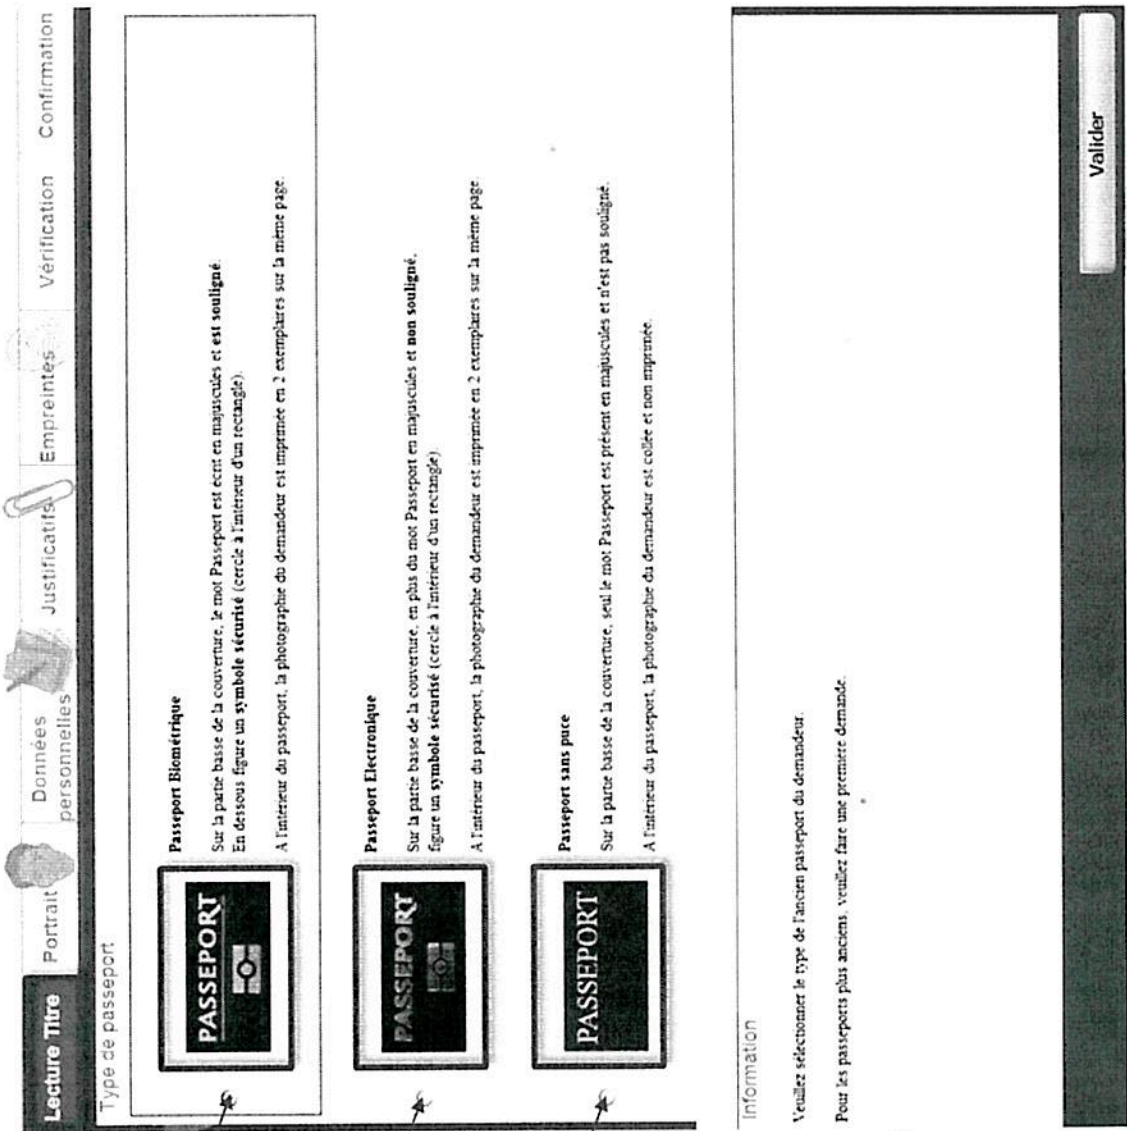 Lecture Titre
Portrait
Données
personnelles
Justificatifs
Empreintes
Vérification
Confirmation
Type de passeport
PASSEPORT
Passeport Biométrique
Sur la partie basse de la couverture, le mot Passeport est écrit en majuscules et est souligné.
En dessous figure un symbole sécurisé (cercle à l'intérieur d'un rectangle).
A l'intérieur du passeport, la photographie du demandeur est imprimée en 2 exemplaires sur la même page.
PASSEPORT
Passeport Electronique
Sur la partie basse de la couverture, en plus du mot Passeport en majuscules et non souligné,
figure un symbole sécurisé (cercle à l'intérieur d'un rectangle).
A l'intérieur du passeport, la photographie du demandeur est imprimée en 2 exemplaires sur la même page.
PASSEPORT
Passeport sans puce
Sur la partie basse de la couverture, seul le mot Passeport est présent en majuscules et n'est pas souligné.
A l'intérieur du passeport, la photographie du demandeur est collée et non imprimée.
Information
Veuillez sélectionner le type de l'ancien passeport du demandeur.
Pour les passeports plus anciens, veuillez faire une premiere demande.
Valider